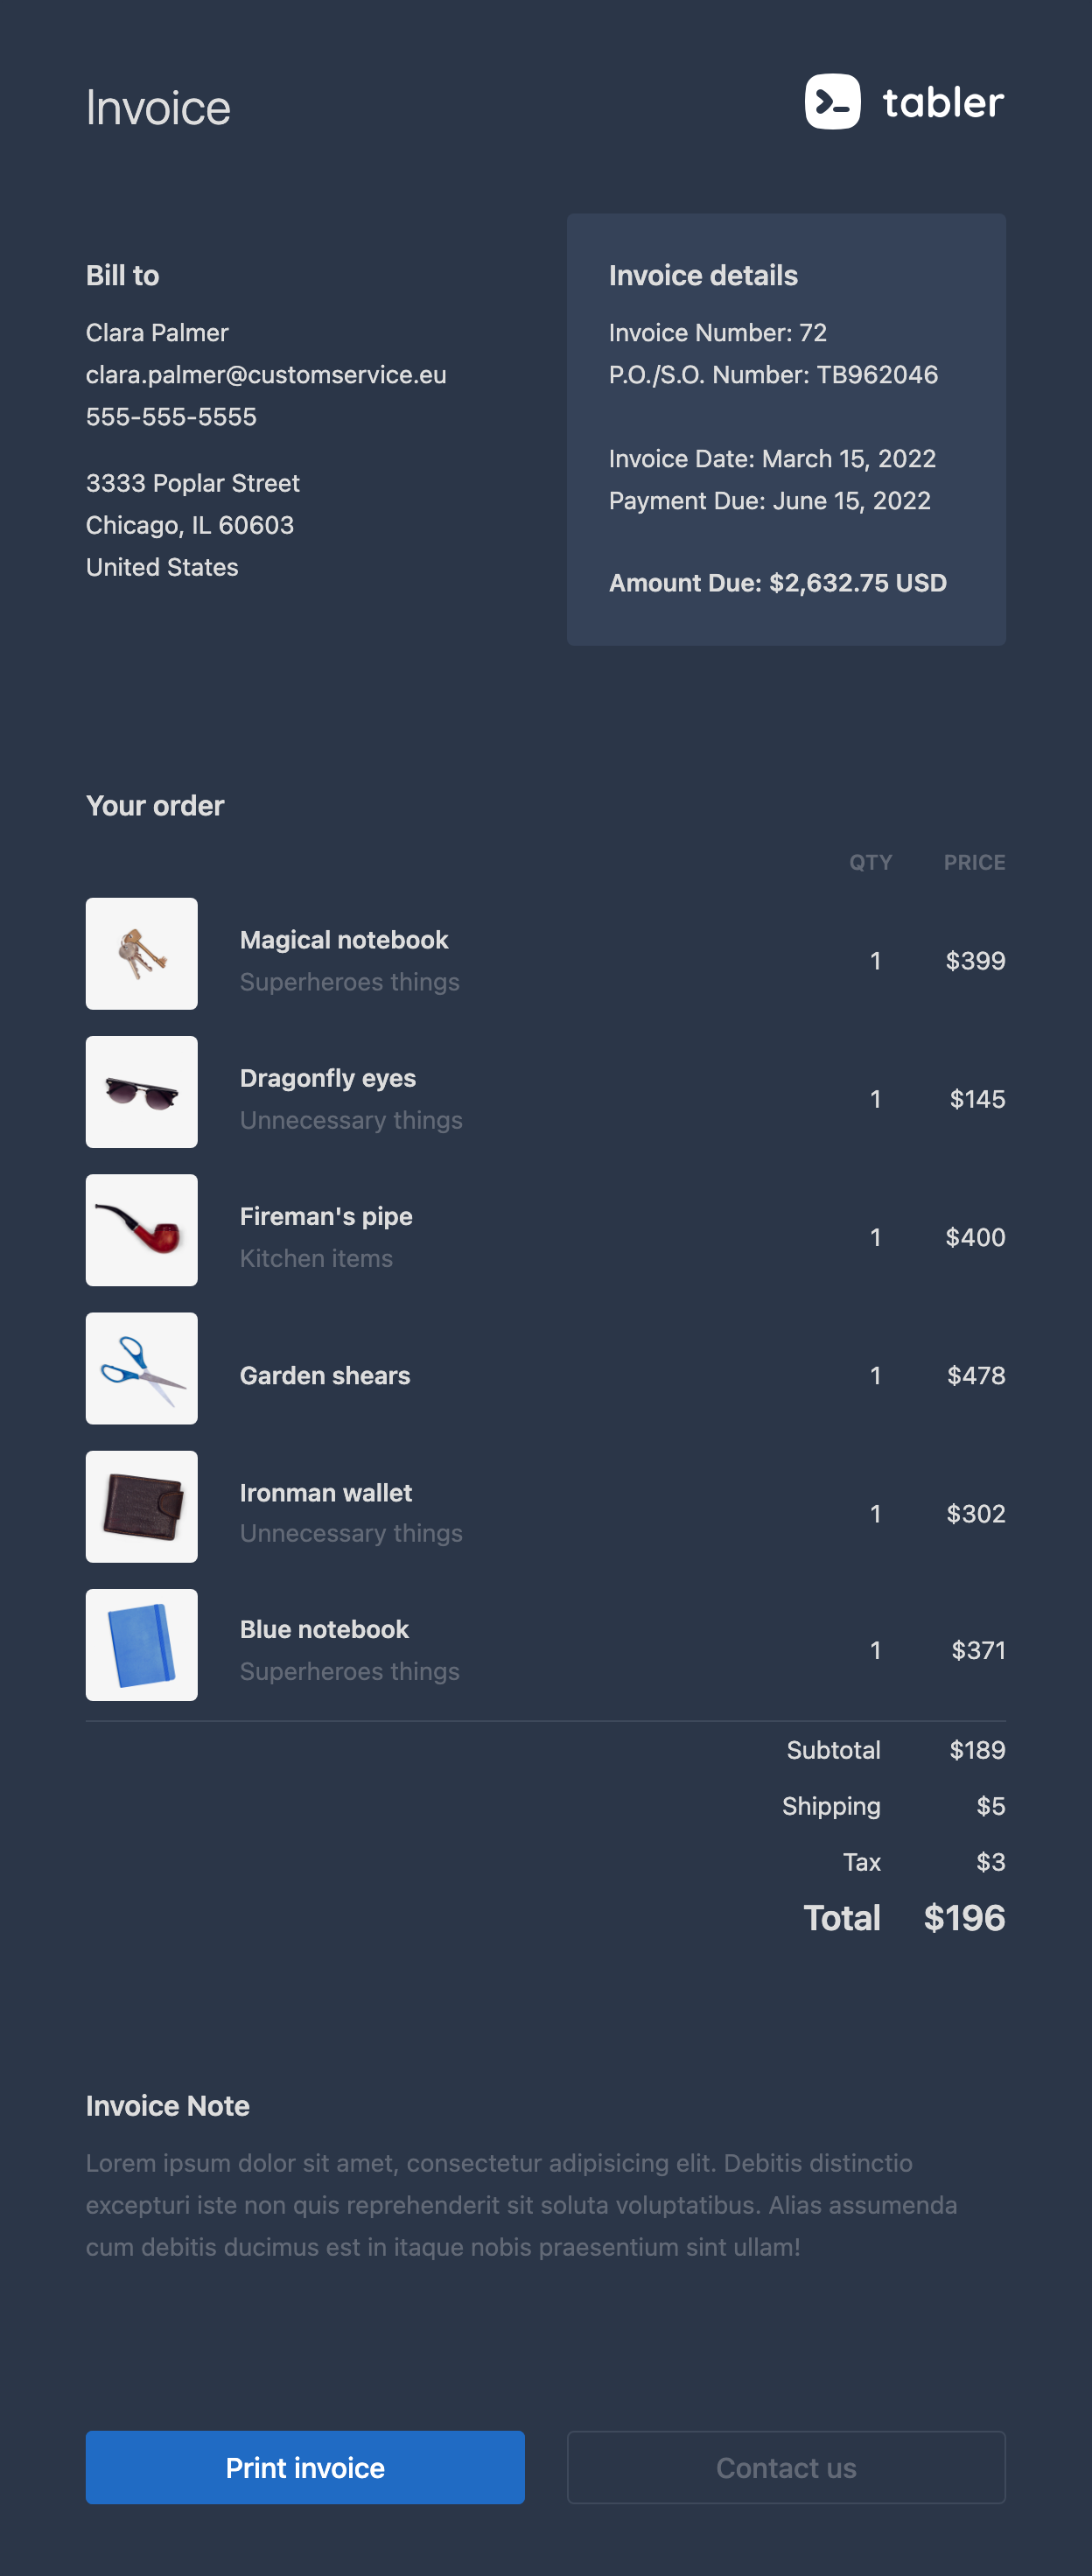 Invoice
tabler
Bill to
Clara Palmer
clara.palmer@customservice.eu
555-555-5555
3333 Poplar Street
Chicago, IL 60603
United States
Invoice details
Invoice Number: 72
P.O./S.O. Number: TB962046
Invoice Date: March 15, 2022
Payment Due: June 15, 2022
Amount Due: $2,632.75 USD
Your order
QTY PRICE
Magical notebook
Superheroes things
1 $399
Dragonfly eyes
Unnecessary things
1 $145
Fireman's pipe
Kitchen items
1 $400
Garden shears 1 $478
Ironman wallet
Unnecessary things
1 $302
Blue notebook
Superheroes things
1 $371
Subtotal $189
Shipping $5
Tax $3
Total $196
Invoice Note
Lorem ipsum dolor sit amet, consectetur adipisicing elit. Debitis distinctio
excepturi iste non quis reprehenderit sit soluta voluptatibus. Alias assumenda
cum debitis ducimus est in itaque nobis praesentium sint ullam!
Print invoice
Contact us